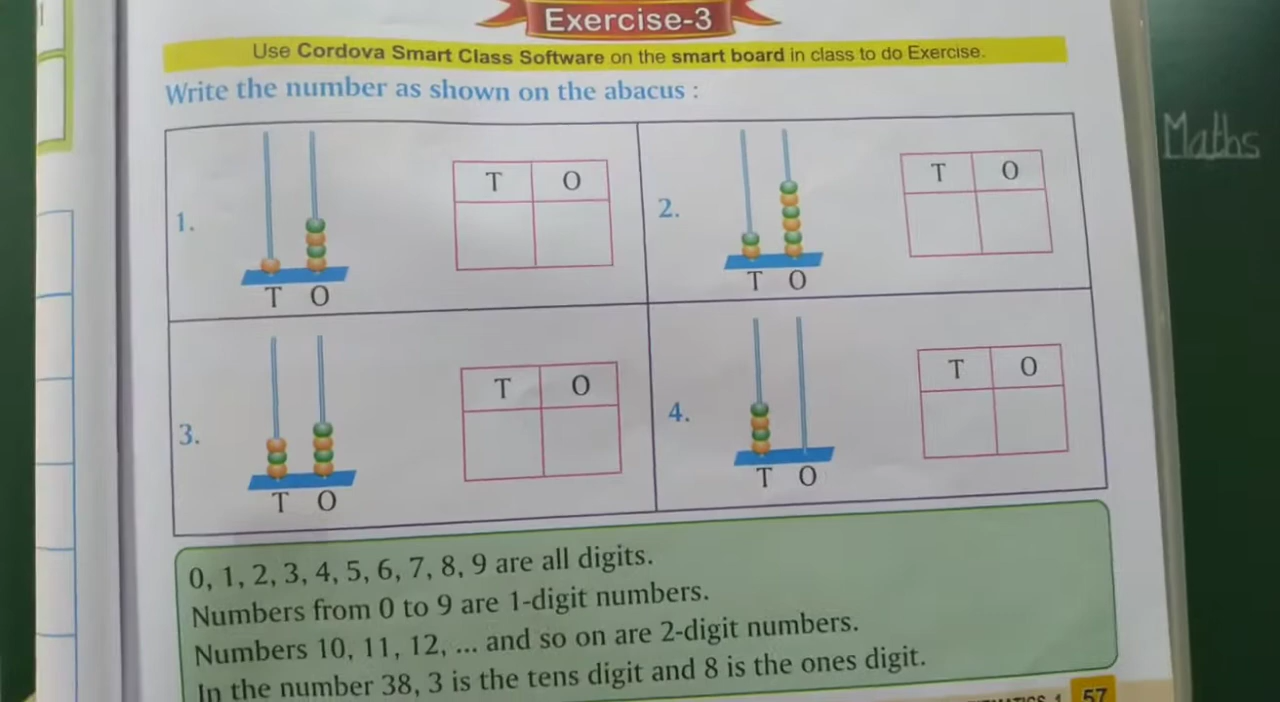 Exercise-3
Use Cordova Smart Class Software on the smart board in class to do Exercise.
Write the number as shown on the abacus :
Maths
1.
T O
T O
2.
T O
T O
3.
T O
T O
4.
T O
T O
0, 1, 2, 3, 4, 5, 6, 7, 8, 9 are all digits.
Numbers from 0 to 9 are 1-digit numbers.
Numbers 10, 11, 12, ... and so on are 2-digit numbers.
In the number 38, 3 is the tens digit and 8 is the ones digit.
57